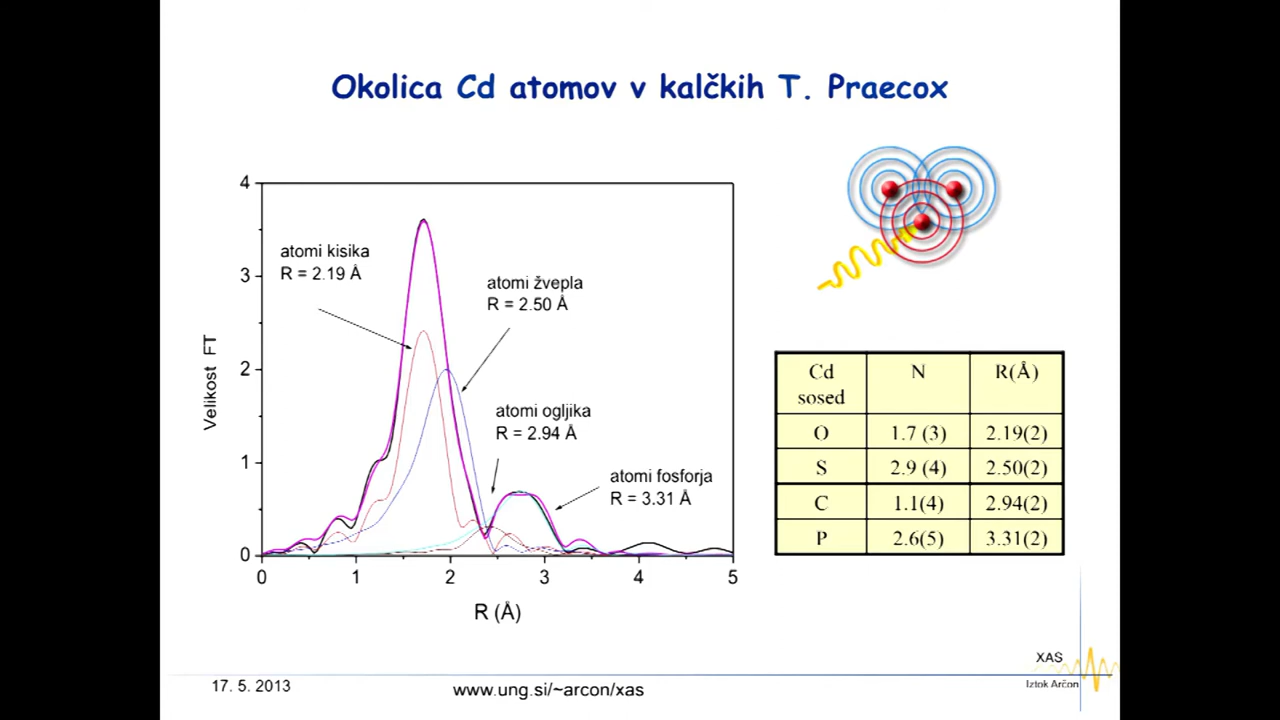 Okolica Cd atomov v kalčkih T. Praecox
4
3
2
1
0
Velikost FT
atomi kisika
R = 2.19 Å
atomi žvepla
R = 2.50 Å
atomi ogljika
R = 2.94 Å
atomi fosforja
R = 3.31 Å
0 1 2 3 4 5
R (Å)
Cd sosed N R(Å)
O 1.7 (3) 2.19(2)
S 2.9 (4) 2.50(2)
C 1.1(4) 2.94(2)
P 2.6(5) 3.31(2)
17. 5. 2013
www.ung.si/~arcon/xas
XAS
Iztok Arčon